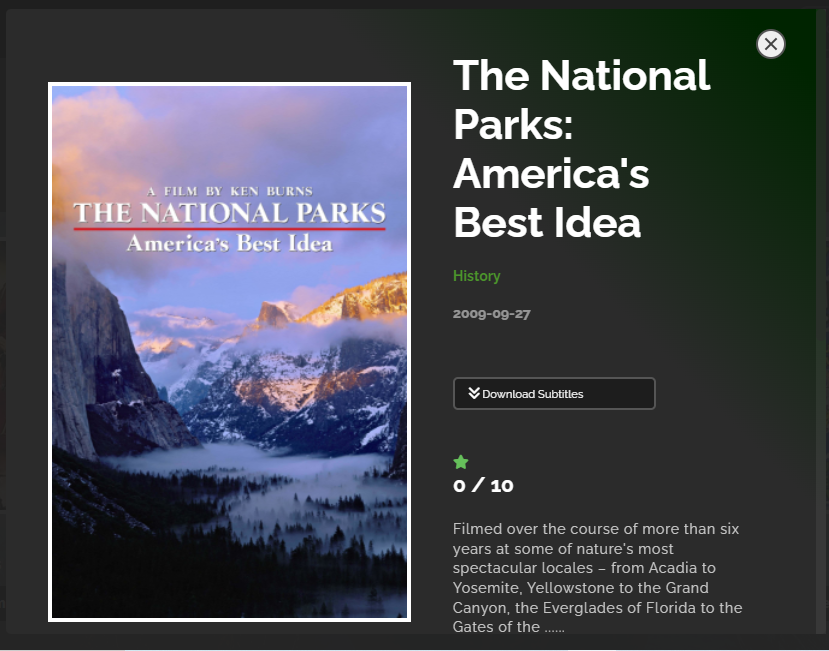 A FILM BY KEN BURNS
THE NATIONAL PARKS
America's Best Idea
The National
Parks:
America's
Best Idea
History
2009-09-27
Download Subtitles
0 / 10
Filmed over the course of more than six
years at some of nature's most
spectacular locales – from Acadia to
Yosemite, Yellowstone to the Grand
Canyon, the Everglades of Florida to the
Gates of the ......